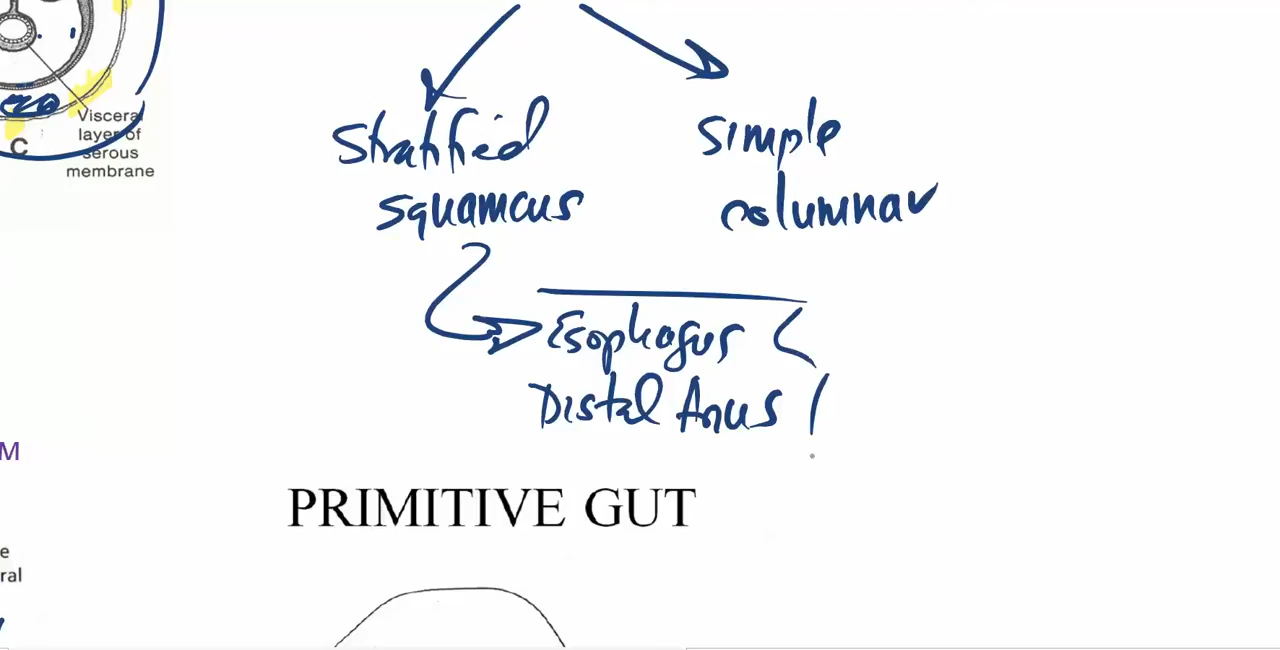 Visceral
layer of
serous
membrane
C
Stratified
squamous
simple
columnar
Esophagus
Distal Anus
M
PRIMITIVE GUT
e
ral